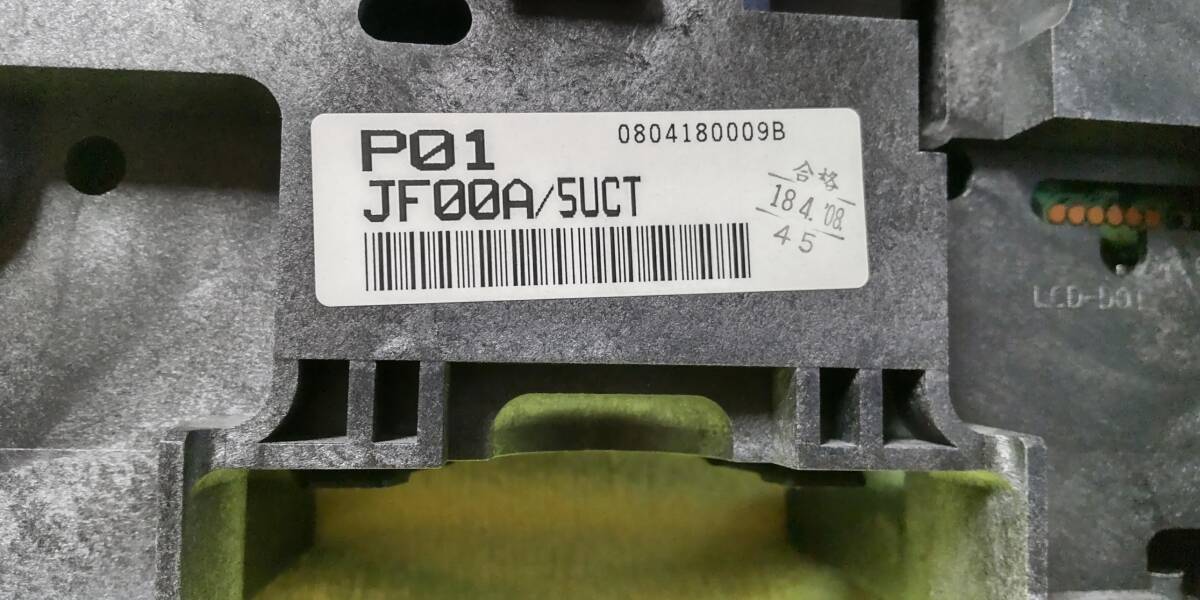 P01
0804180009B
JF00A/5UCT
合格
18 4.'08.
45
LCD-D01